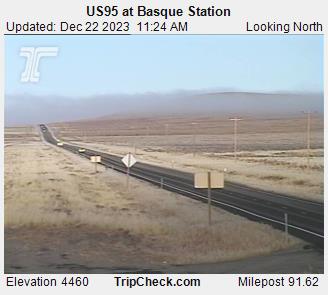 US95 at Basque Station
Updated: Dec 22 2023 11:24 AM Looking North
Elevation 4460 TripCheck.com Milepost 91.62